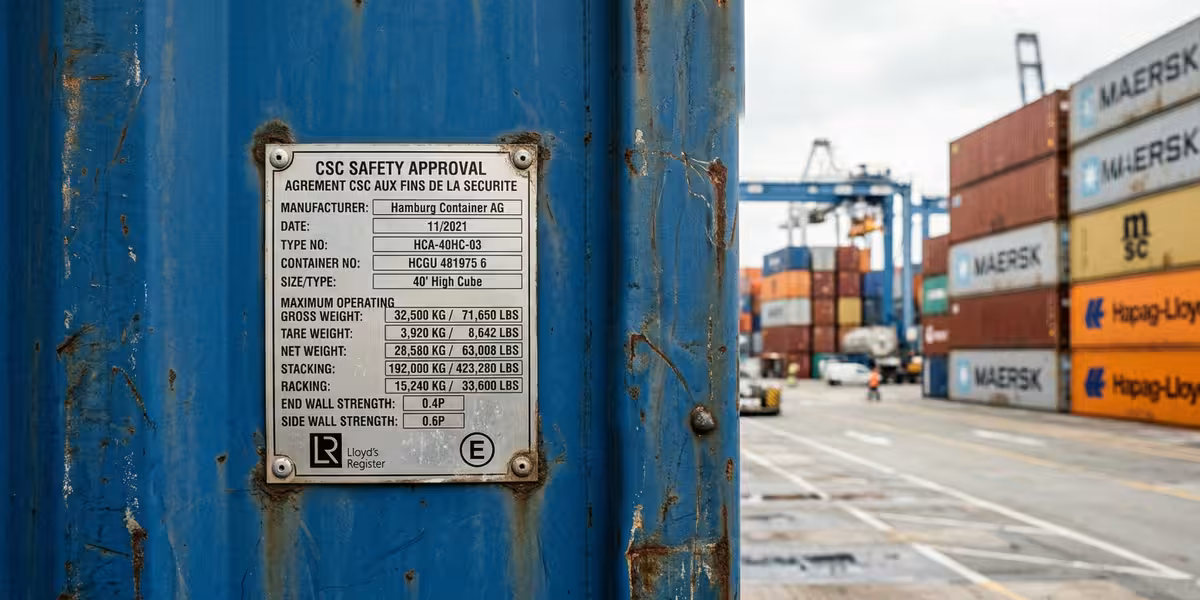 CSC SAFETY APPROVAL
AGREMENT CSC AUX FINS DE LA SECURITE
MANUFACTURER: Hamburg Container AG
DATE: 11/2021
TYPE NO: HCA-40HC-03
CONTAINER NO: HCGU 481975 6
SIZE/TYPE: 40' High Cube
MAXIMUM OPERATING
GROSS WEIGHT: 32,500 KG / 71,650 LBS
TARE WEIGHT: 3,920 KG / 8,642 LBS
NET WEIGHT: 28,580 KG / 63,008 LBS
STACKING: 192,000 KG / 423,280 LBS
RACKING: 15,240 KG / 33,600 LBS
END WALL STRENGTH: 0.4P
SIDE WALL STRENGTH: 0.6P
LR Lloyd's
Register
E
MAERSK
MAERSK
MAERSK
MSC
Hapag-Lloy
MAERSK
Hapag-Lloy